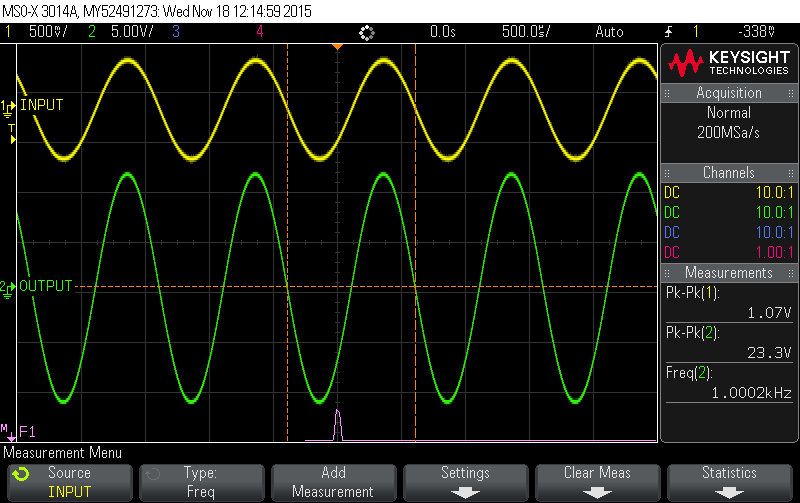 MSO-X 3014A, MY52491273: Wed Nov 18 12:14:59 2015
1 500mV/ 2 5.00V/ 3 4 0.0s 500.0us/ Auto 1 -338mV
KEYSIGHT
TECHNOLOGIES
Acquisition
Normal
200MSa/s
Channels
DC 10.0:1
DC 10.0:1
DC 10.0:1
DC 1.00:1
Measurements
Pk-Pk(1):
1.07V
Pk-Pk(2):
23.3V
Freq(2):
1.0002kHz
1 INPUT
T
2 OUTPUT
M F1
Measurement Menu
Source
INPUT
Type:
Freq
Add
Measurement
Settings
Clear Meas
Statistics